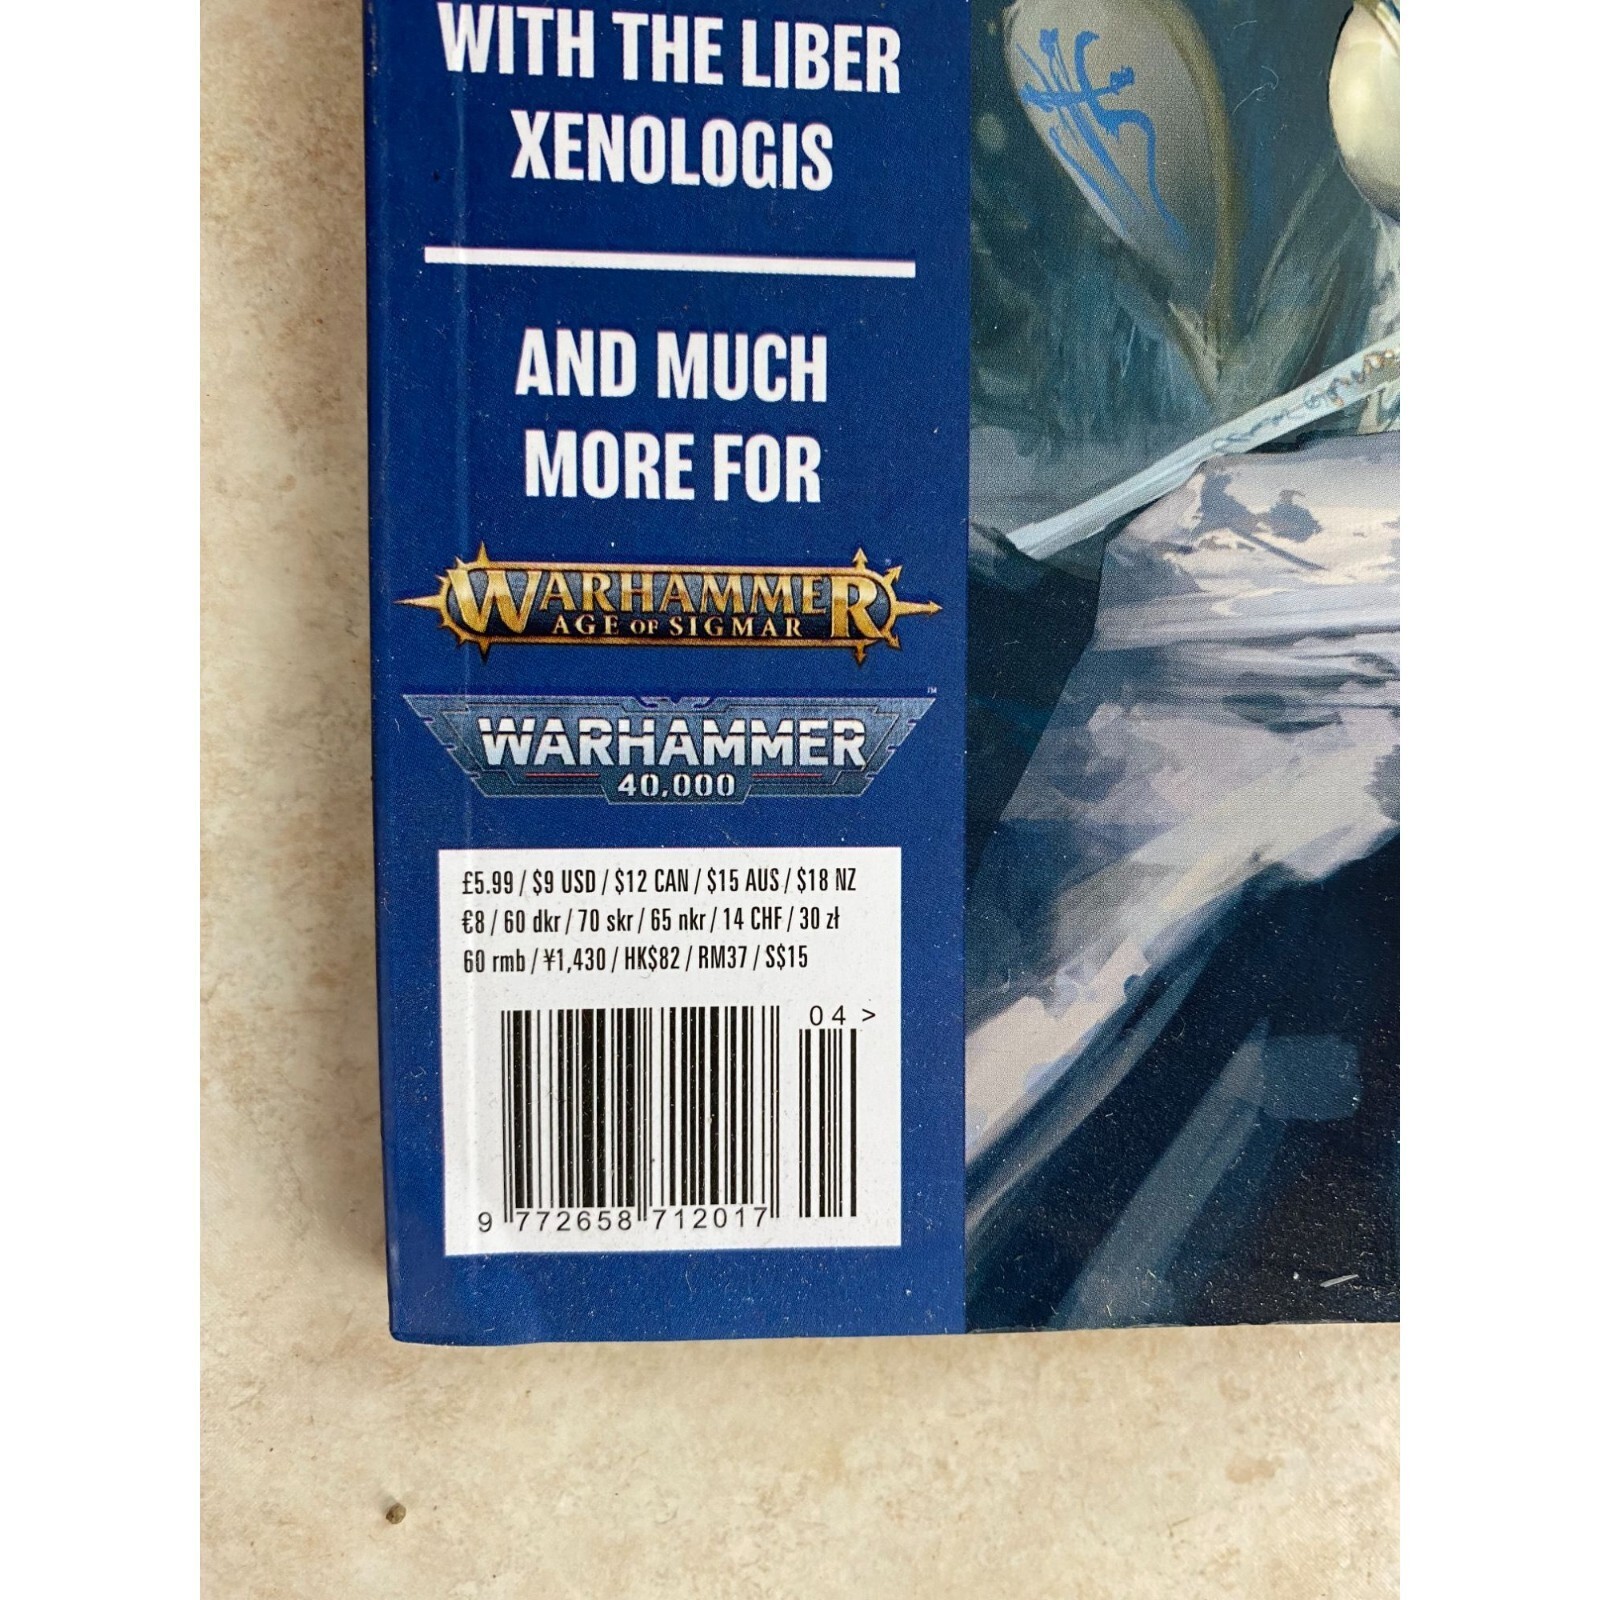 WITH THE LIBER
XENOLOGIS
AND MUCH
MORE FOR
WARHAMMER
AGE OF SIGMAR
WARHAMMER™
40,000
£5.99 / $9 USD / $12 CAN / $15 AUS / $18 NZ
€8 / 60 dkr / 70 skr / 65 nkr / 14 CHF / 30 zł
60 rmb / ¥1,430 / HK$82 / RM37 / S$15
04 >
9 772658 712017